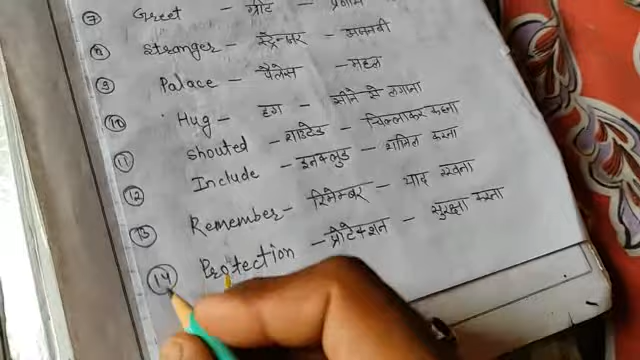 7 Greet - ग्रीट - प्रणाम
8 Stranger - स्ट्रेन्जर - अजनबी
9 Palace - पैलेस - महल
10 Hug - हग - सीने से लगाना
11 Shouted - शाउटेड - चिल्लाकर कहना
12 Include - इनक्लुड - शामिल करना
13 Remember - रिमेम्बर - याद रखना
14 Protection - प्रोटेक्शन - सुरक्षा करना